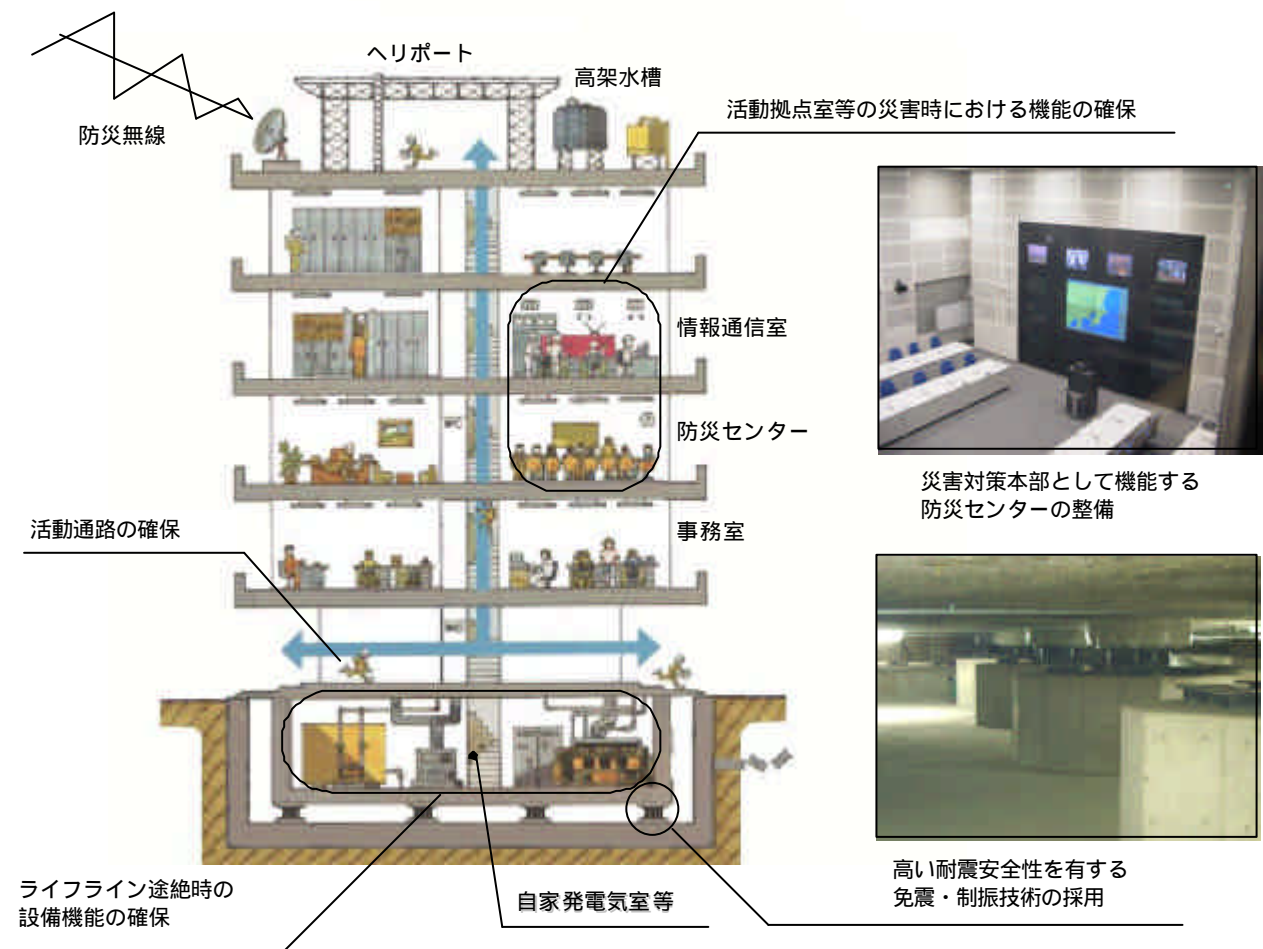 ヘリポート
高架水槽
防災無線
活動拠点室等の災害時における機能の確保
情報通信室
防災センター
災害対策本部として機能する
防災センターの整備
活動通路の確保
事務室
高い耐震安全性を有する
免震・制振技術の採用
ライフライン途絶時の
設備機能の確保
自家発電気室等